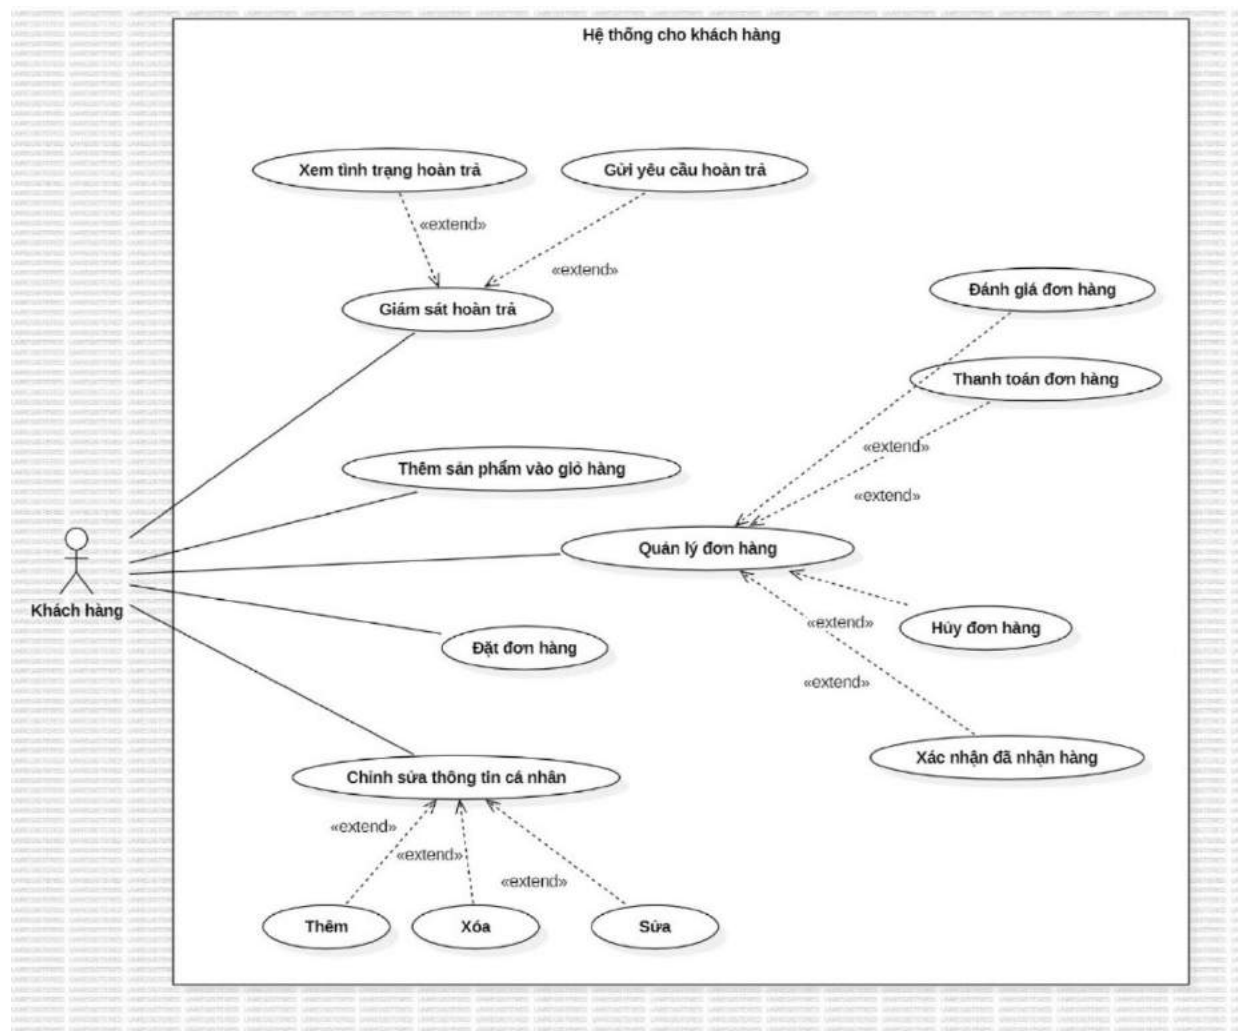 Hệ thống cho khách hàng
Xem tình trạng hoàn trả
Gửi yêu cầu hoàn trả
«extend»
«extend»
Giám sát hoàn trả
Đánh giá đơn hàng
Thanh toán đơn hàng
«extend»
«extend»
Thêm sản phẩm vào giỏ hàng
Quản lý đơn hàng
Khách hàng
Đặt đơn hàng
«extend»
Hủy đơn hàng
«extend»
Xác nhận đã nhận hàng
Chỉnh sửa thông tin cá nhân
«extend»
«extend»
«extend»
Thêm
Xóa
Sửa